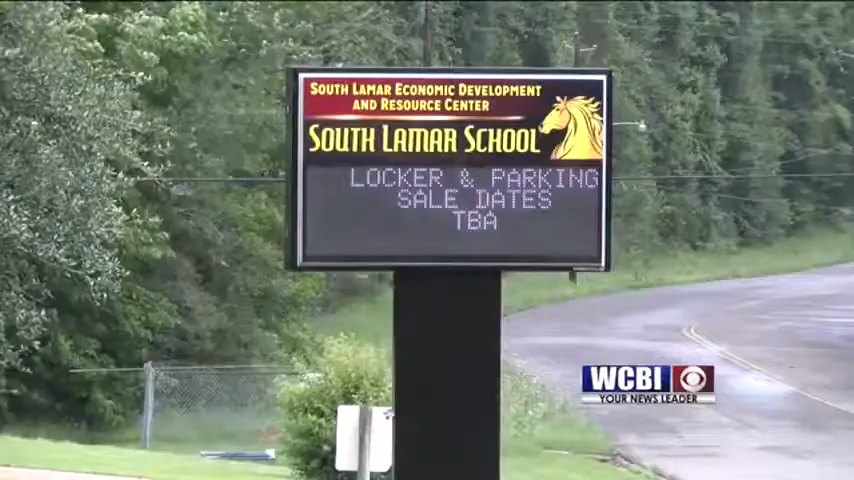 SOUTH LAMAR ECONOMIC DEVELOPMENT
AND RESOURCE CENTER
SOUTH LAMAR SCHOOL
LOCKER & PARKING
SALE DATES
TBA
WCBI
YOUR NEWS LEADER